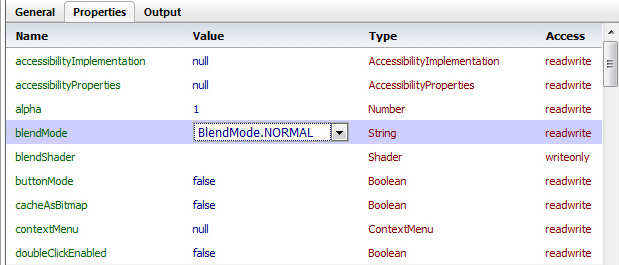 General Properties Output
Name Value Type Access
accessibilityImplementation null AccessibilityImplementation readwrite
accessibilityProperties null AccessibilityProperties readwrite
alpha 1 Number readwrite
blendMode BlendMode.NORMAL String readwrite
blendShader Shader writeonly
buttonMode false Boolean readwrite
cacheAsBitmap false Boolean readwrite
contextMenu null ContextMenu readwrite
doubleClickEnabled false Boolean readwrite